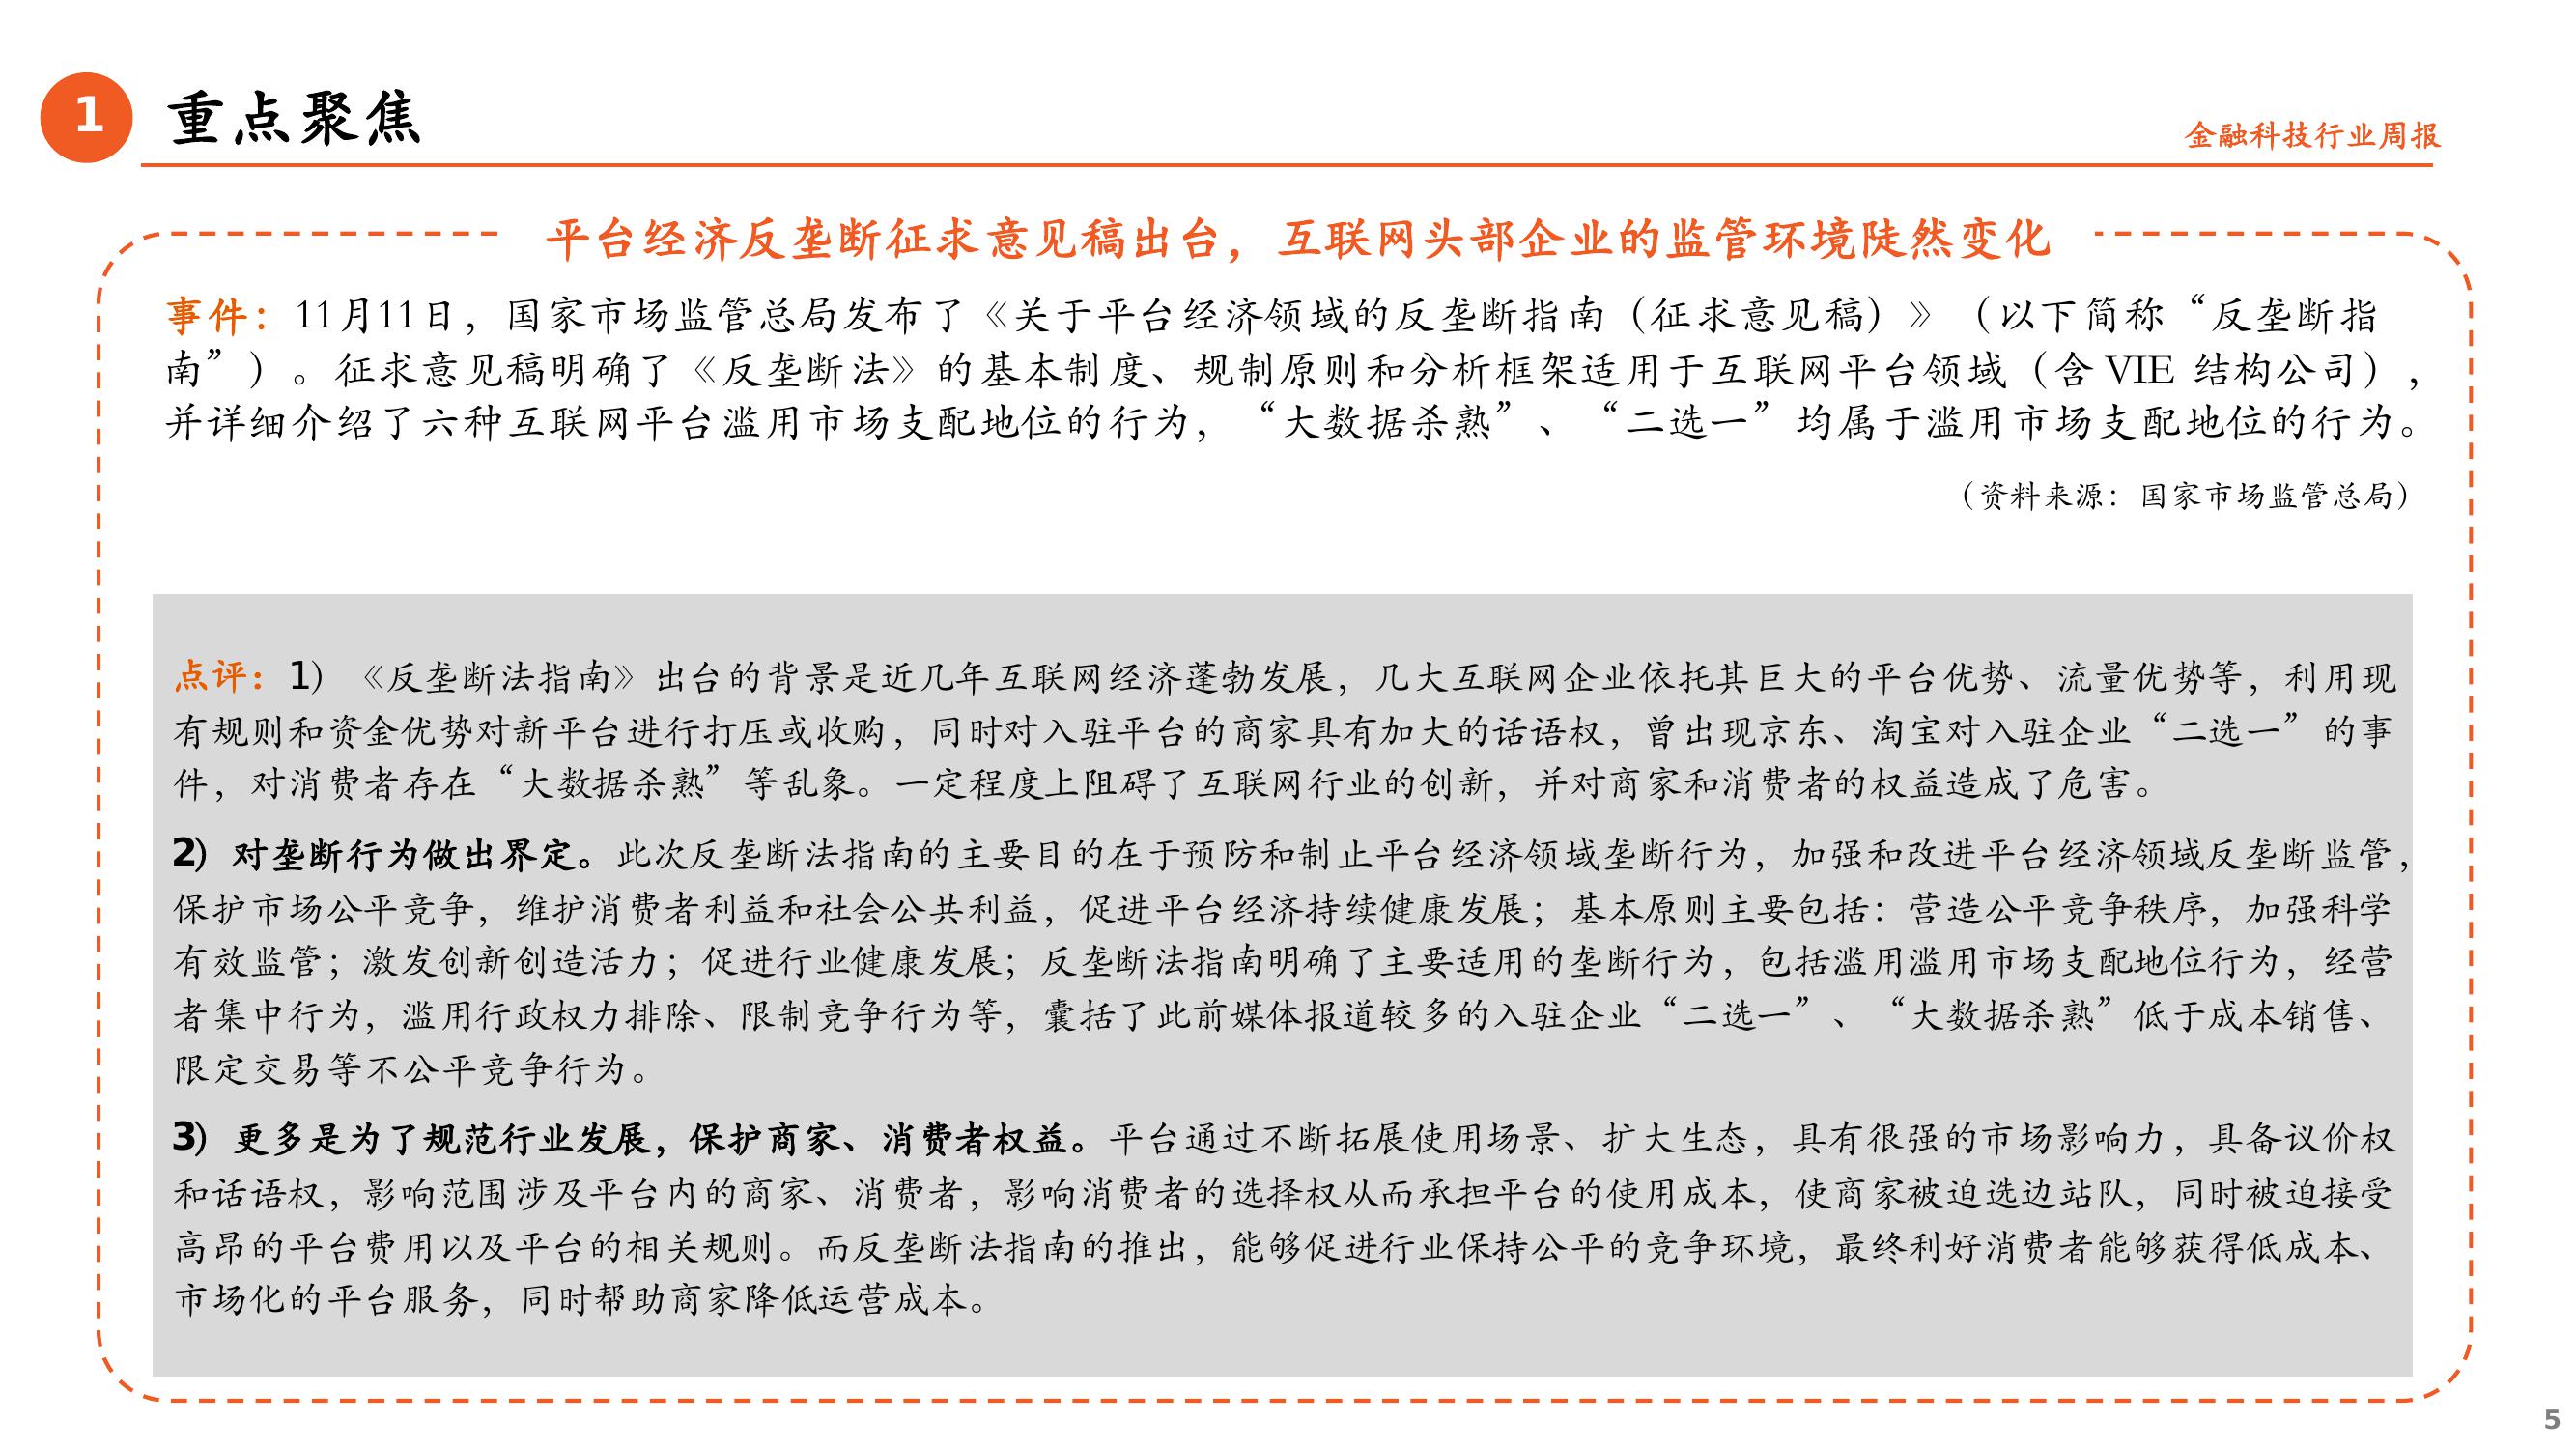 1
重点聚焦
金融科技行业周报
平台经济反垄断征求意见稿出台，互联网头部企业的监管环境陡然变化
事件：11月11日，国家市场监管总局发布了《关于平台经济领域的反垄断指南（征求意见稿）》（以下简称“反垄断指
南”）。征求意见稿明确了《反垄断法》的基本制度、规制原则和分析框架适用于互联网平台领域（含 VIE 结构公司），
并详细介绍了六种互联网平台滥用市场支配地位的行为，“大数据杀熟”、“二选一”均属于滥用市场支配地位的行为。
（资料来源：国家市场监管总局）
点评：1）《反垄断法指南》出台的背景是近几年互联网经济蓬勃发展，几大互联网企业依托其巨大的平台优势、流量优势等，利用现
有规则和资金优势对新平台进行打压或收购，同时对入驻平台的商家具有加大的话语权，曾出现京东、淘宝对入驻企业“二选一”的事
件，对消费者存在“大数据杀熟”等乱象。一定程度上阻碍了互联网行业的创新，并对商家和消费者的权益造成了危害。
2）对垄断行为做出界定。此次反垄断法指南的主要目的在于预防和制止平台经济领域垄断行为，加强和改进平台经济领域反垄断监管，
保护市场公平竞争，维护消费者利益和社会公共利益，促进平台经济持续健康发展；基本原则主要包括：营造公平竞争秩序，加强科学
有效监管；激发创新创造活力；促进行业健康发展；反垄断法指南明确了主要适用的垄断行为，包括滥用滥用市场支配地位行为，经营
者集中行为，滥用行政权力排除、限制竞争行为等，囊括了此前媒体报道较多的入驻企业“二选一”、“大数据杀熟”低于成本销售、
限定交易等不公平竞争行为。
3）更多是为了规范行业发展，保护商家、消费者权益。平台通过不断拓展使用场景、扩大生态，具有很强的市场影响力，具备议价权
和话语权，影响范围涉及平台内的商家、消费者，影响消费者的选择权从而承担平台的使用成本，使商家被迫选边站队，同时被迫接受
高昂的平台费用以及平台的相关规则。而反垄断法指南的推出，能够促进行业保持公平的竞争环境，最终利好消费者能够获得低成本、
市场化的平台服务，同时帮助商家降低运营成本。
5